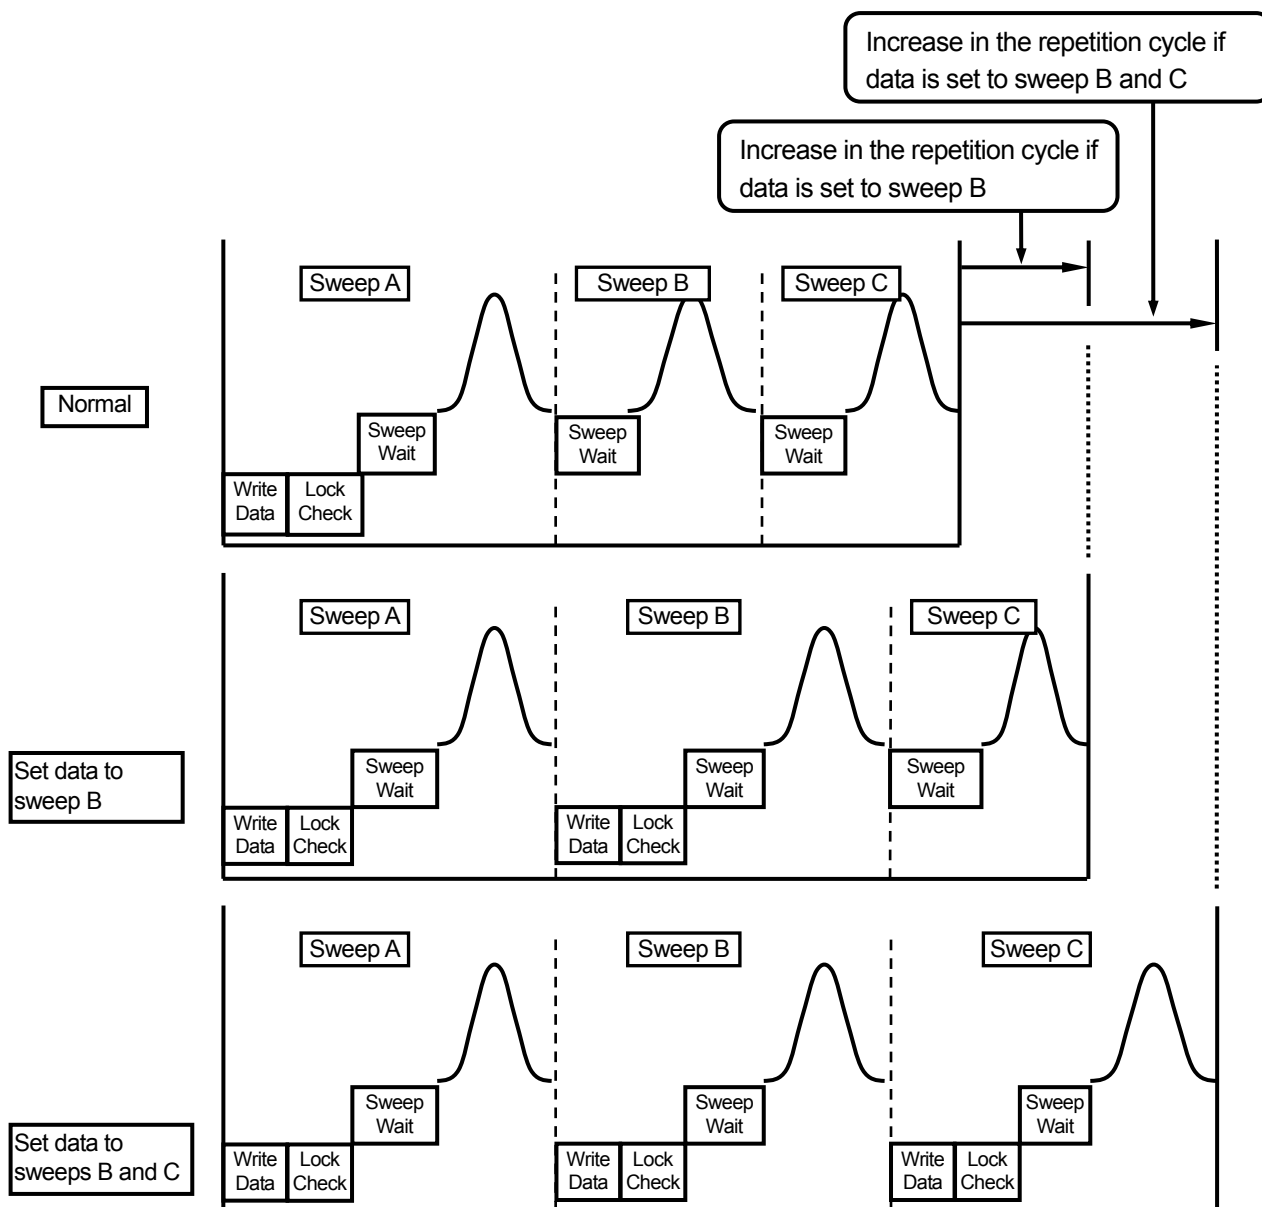 Increase in the repetition cycle if
data is set to sweep B and C
Increase in the repetition cycle if
data is set to sweep B
Sweep A
Sweep B
Sweep C
Normal
Sweep
Wait
Sweep
Wait
Sweep
Wait
Write
Data
Lock
Check
Sweep A
Sweep B
Sweep C
Set data to
sweep B
Sweep
Wait
Sweep
Wait
Sweep
Wait
Write
Data
Lock
Check
Write
Data
Lock
Check
Sweep A
Sweep B
Sweep C
Set data to
sweeps B and C
Sweep
Wait
Sweep
Wait
Sweep
Wait
Write
Data
Lock
Check
Write
Data
Lock
Check
Write
Data
Lock
Check